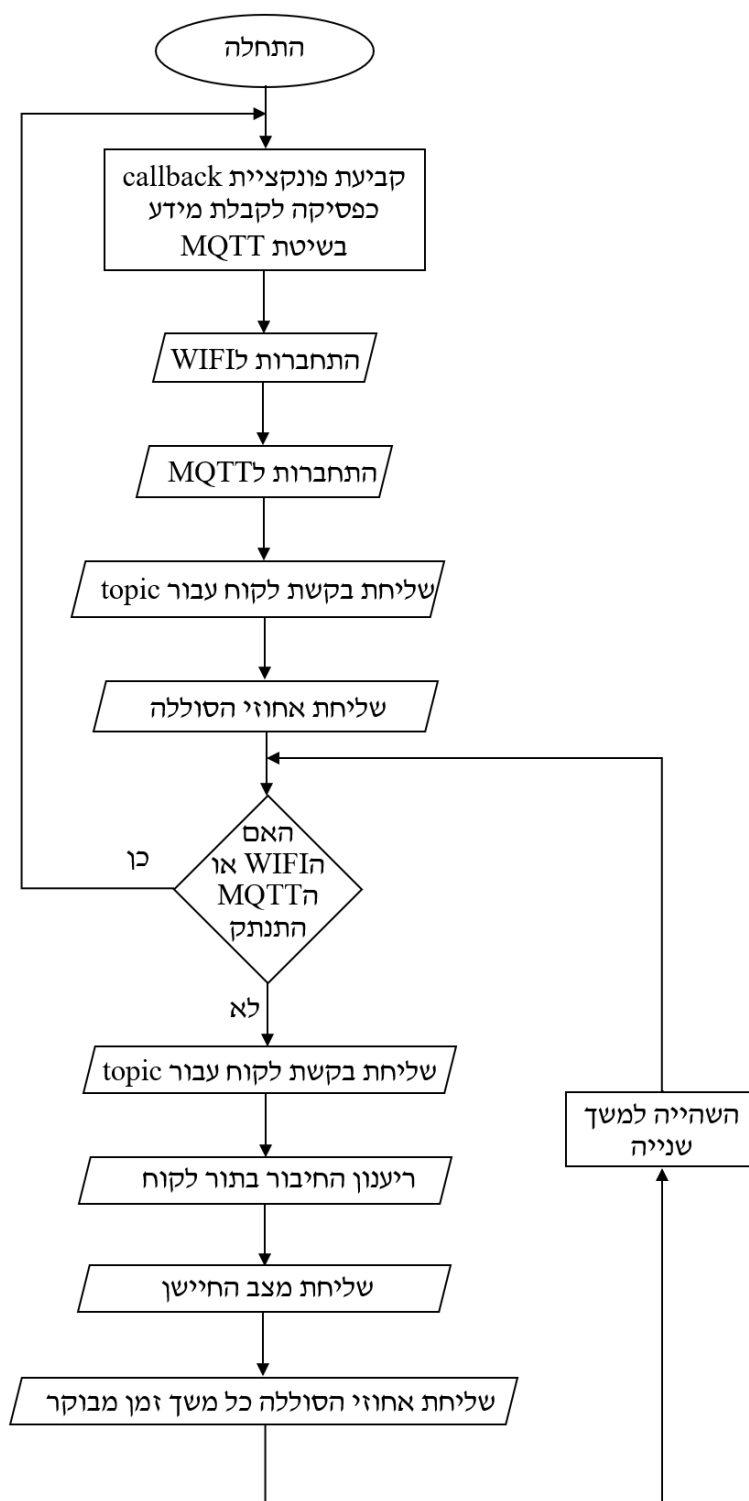 התחלה
קביעת פונקציית callback
כפסיקה לקבלת מידע
בשיטת MQTT
התחברות לWIFI
התחברות לMQTT
שליחת בקשת לקוח עבור topic
שליחת אחוזי הסוללה
האם
הWIFI או
הMQTT
התנתק
כן
לא
שליחת בקשת לקוח עבור topic
ריענון החיבור בתור לקוח
שליחת מצב החיישן
שליחת אחוזי הסוללה כל משך זמן מבוקר
השהייה למשך
שנייה